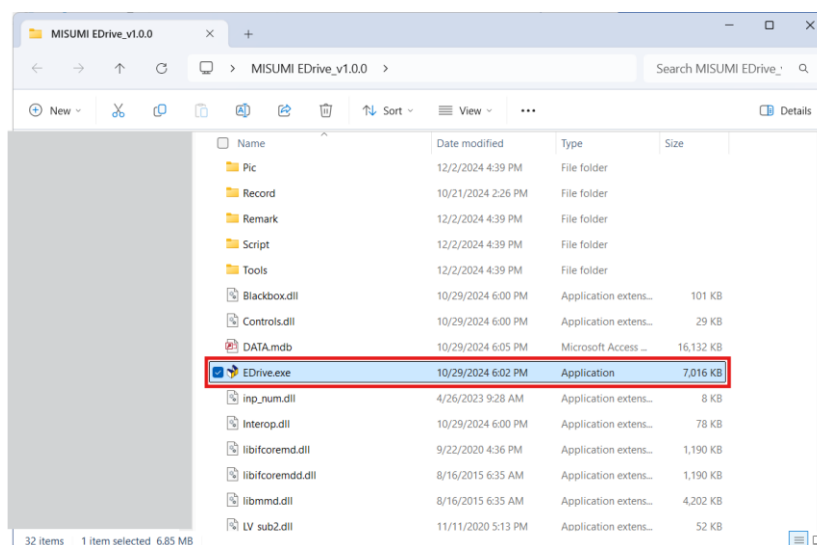 MISUMI EDrive_v1.0.0
MISUMI EDrive_v1.0.0
Search MISUMI EDrive_
New
Sort
View
Details
Name Date modified Type Size
Pic 12/2/2024 4:39 PM File folder
Record 10/21/2024 2:26 PM File folder
Remark 12/2/2024 4:39 PM File folder
Script 12/2/2024 4:39 PM File folder
Tools 12/2/2024 4:39 PM File folder
Blackbox.dll 10/29/2024 6:00 PM Application extens... 101 KB
Controls.dll 10/29/2024 6:00 PM Application extens... 29 KB
DATA.mdb 10/29/2024 6:05 PM Microsoft Access ... 16,132 KB
EDrive.exe 10/29/2024 6:02 PM Application 7,016 KB
inp_num.dll 4/26/2023 9:28 AM Application extens... 8 KB
Interop.dll 10/29/2024 6:00 PM Application extens... 78 KB
libifcoremd.dll 9/22/2020 4:36 PM Application extens... 1,190 KB
libifcoremdd.dll 8/16/2015 6:35 AM Application extens... 1,190 KB
libmmd.dll 8/16/2015 6:35 AM Application extens... 4,202 KB
LV_sub2.dll 11/11/2020 5:13 PM Application extens... 52 KB
32 items 1 item selected 6.85 MB